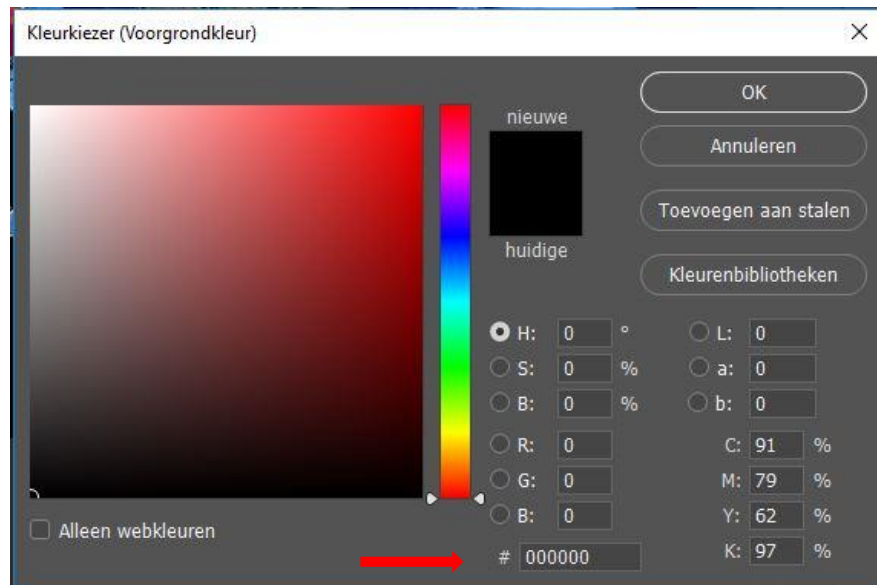 Kleurkiezer (Voorgrondkleur)
nieuwe
huidige
OK
Annuleren
Toevoegen aan stalen
Kleurenbibliotheken
H: 0 °
L: 0
S: 0 %
a: 0
B: 0 %
b: 0
R: 0
C: 91 %
G: 0
M: 79 %
B: 0
Y: 62 %
# 000000
K: 97 %
Alleen webkleuren